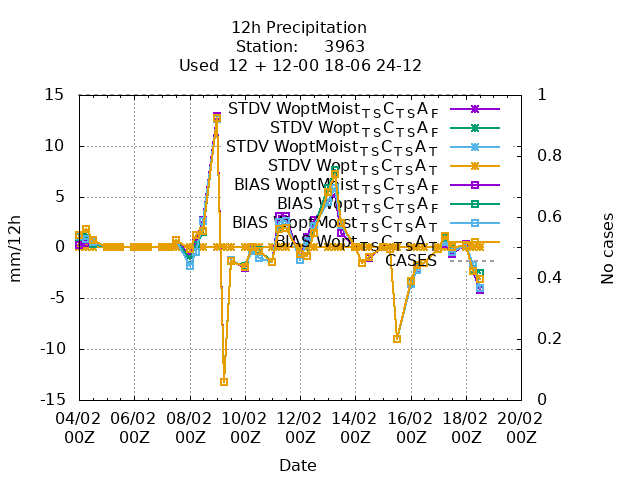 12h Precipitation
Station: 3963
Used 12 + 12-00 18-06 24-12
15 1
STDV WoptMoistTSCTSAF
STDV WoptTSCTSAF
10 STDV WoptMoistTSCTSAT
0.8
STDV WoptTSCTSAT
BIAS WoptMoistTSCTSAF
5 BIAS WoptTSCTSAF
0.6
BIAS WoptMoistTSCTSAT
0 BIAS WoptTSCTSAT
CASES
0.4
-5
0.2
-10
-15 0
mm/12h
No cases
04/02 06/02 08/02 10/02 12/02 14/02 16/02 18/02 20/02
00Z 00Z 00Z 00Z 00Z 00Z 00Z 00Z 00Z
Date